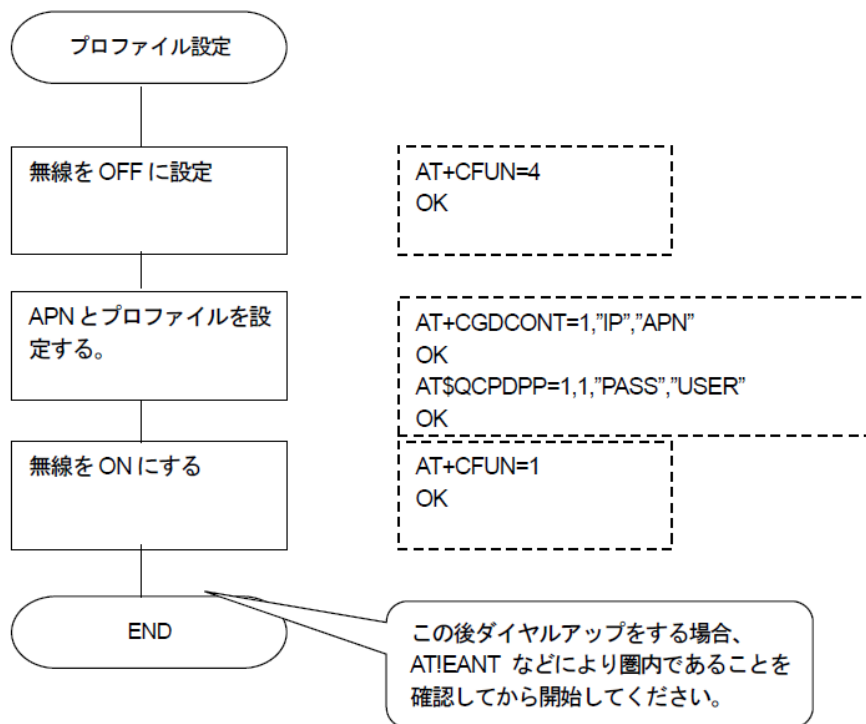 プロファイル設定
無線を OFF に設定
AT+CFUN=4
OK
APN とプロファイルを設
定する。
AT+CGDCONT=1,”IP”,”APN”
OK
AT$QCPDPP=1,1,”PASS”,”USER”
OK
無線を ON にする
AT+CFUN=1
OK
END
この後ダイヤルアップをする場合、
AT!EANT などにより圏内であることを
確認してから開始してください。